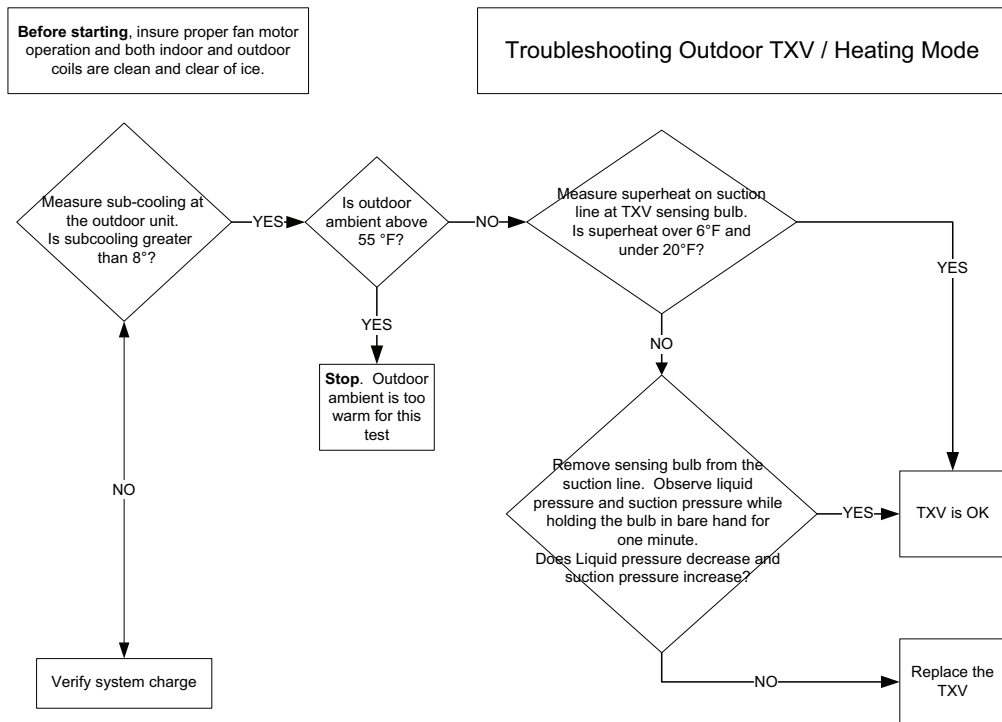 Before starting, insure proper fan motor
operation and both indoor and outdoor
coils are clean and clear of ice.
Troubleshooting Outdoor TXV / Heating Mode
Measure sub-cooling at
the outdoor unit.
Is subcooling greater
than 8°?
YES
Is outdoor
ambient above
55 °F?
NO
Measure superheat on suction
line at TXV sensing bulb.
Is superheat over 6°F and
under 20°F?
YES
YES
NO
Stop. Outdoor
ambient is too
warm for this
test
NO
Remove sensing bulb from the
suction line. Observe liquid
pressure and suction pressure while
holding the bulb in bare hand for
one minute.
Does Liquid pressure decrease and
suction pressure increase?
YES
TXV is OK
Verify system charge
NO
Replace the
TXV